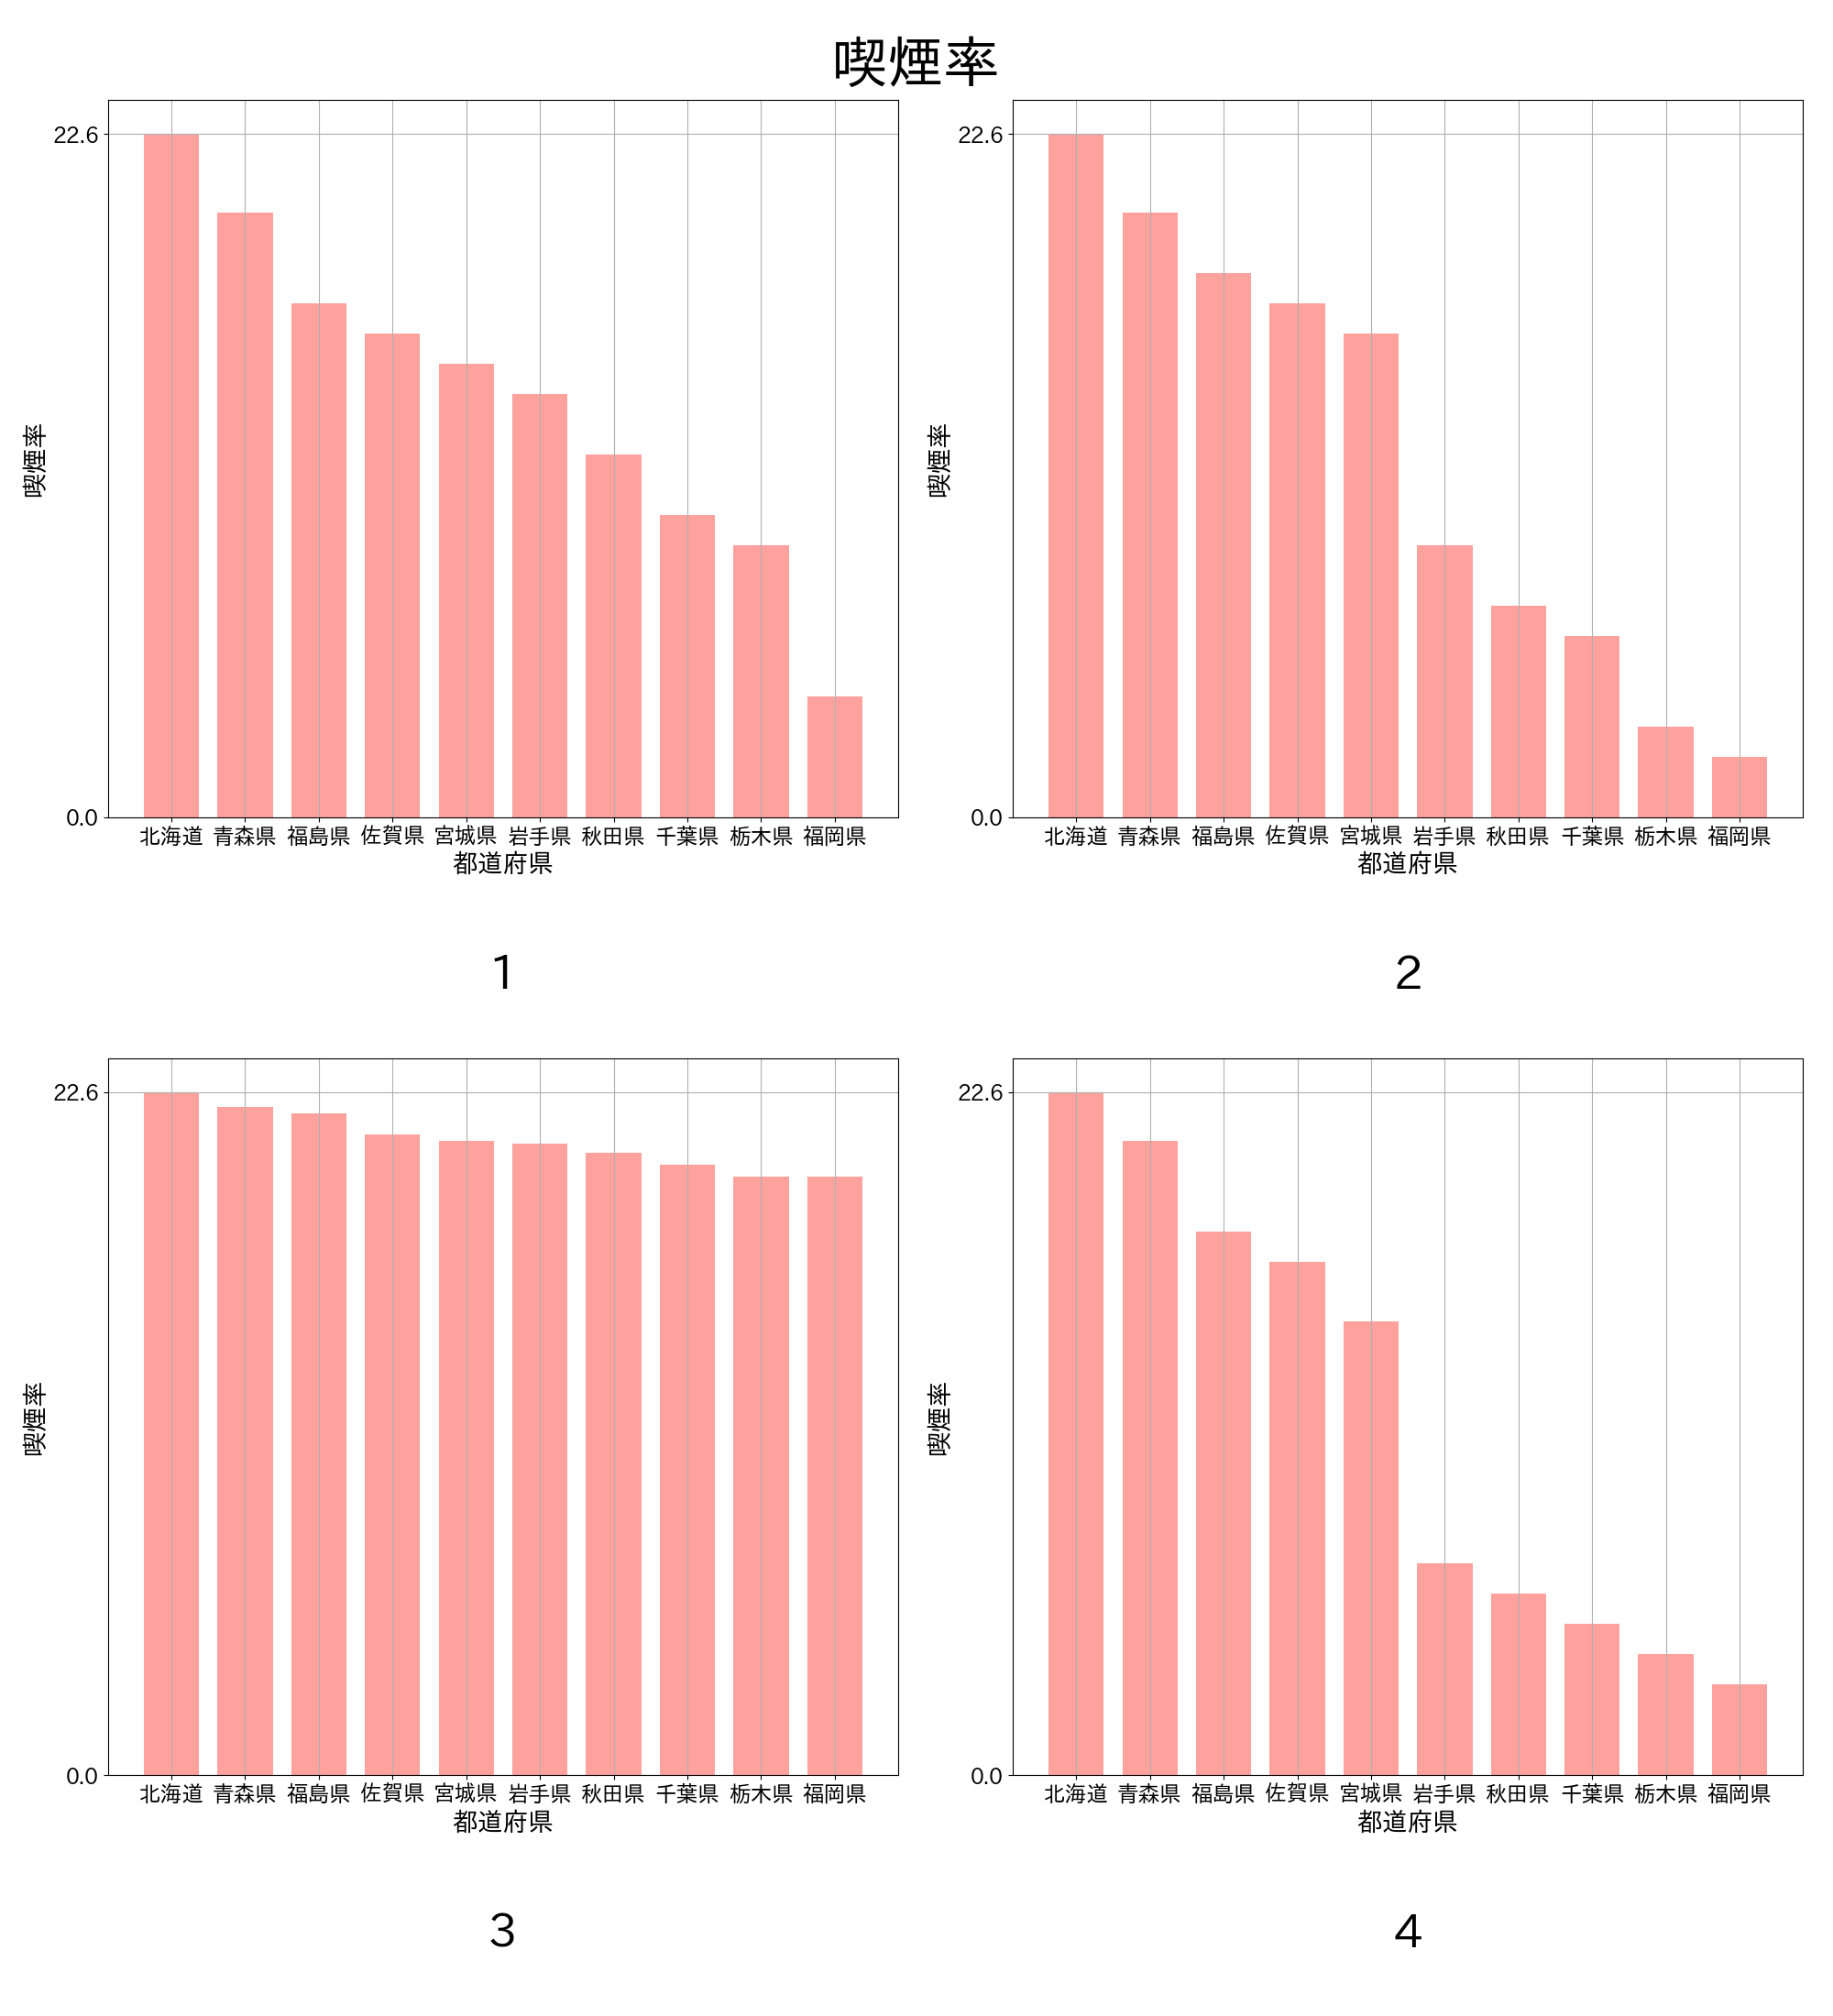 喫煙率
22.6
0.0
喫煙率
北海道 青森県 福島県 佐賀県 宮城県 岩手県 秋田県 千葉県 栃木県 福岡県
都道府県
1
22.6
0.0
喫煙率
北海道 青森県 福島県 佐賀県 宮城県 岩手県 秋田県 千葉県 栃木県 福岡県
都道府県
2
22.6
0.0
喫煙率
北海道 青森県 福島県 佐賀県 宮城県 岩手県 秋田県 千葉県 栃木県 福岡県
都道府県
3
22.6
0.0
喫煙率
北海道 青森県 福島県 佐賀県 宮城県 岩手県 秋田県 千葉県 栃木県 福岡県
都道府県
4